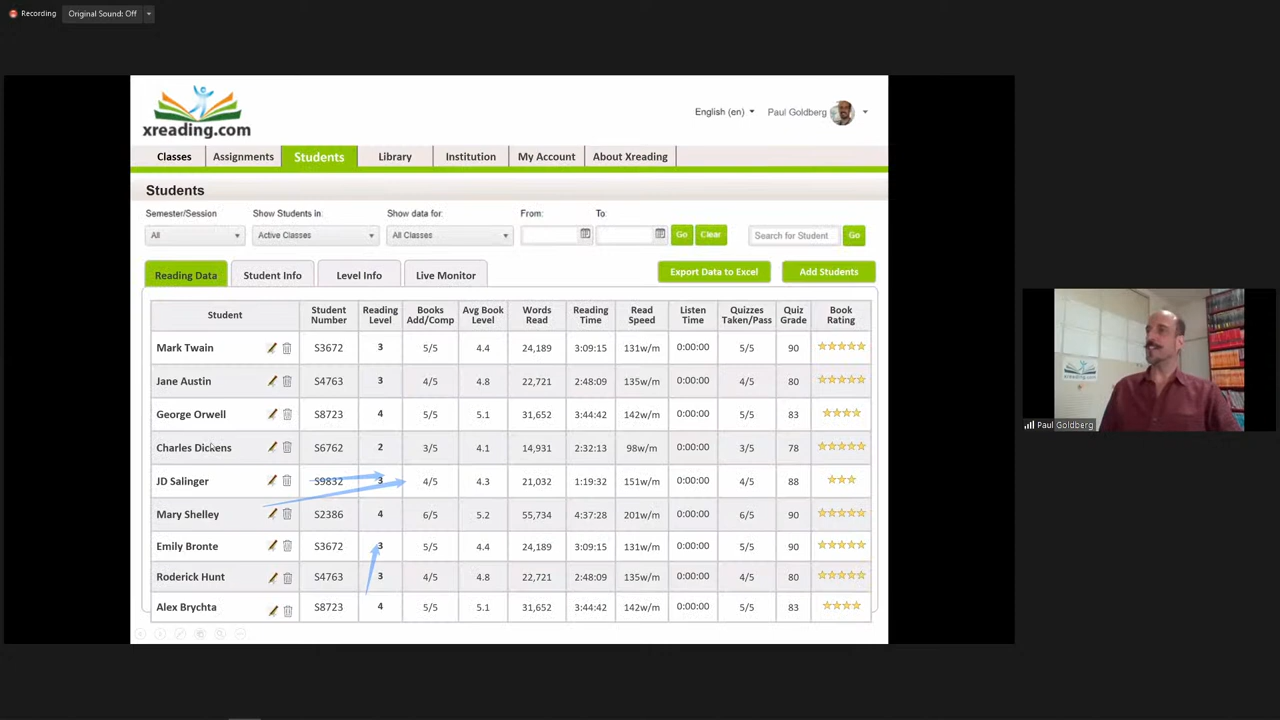 Recording
Original Sound: Off
xreading.com
English (en) Paul Goldberg
Classes Assignments Students Library Institution My Account About Xreading
Students
Semester/Session Show Students in: Show data for: From: To
All Active Classes All Classes Go Clear Search for Student Go
Reading Data Student Info Level Info Live Monitor Export Data to Excel Add Students
Student Student Number Reading Level Books Add/Comp Avg Book Level Words Read Reading Time Read Speed Listen Time Quizzes Taken/Pass Quiz Grade Book Rating
Mark Twain S3672 3 5/5 4.4 24,189 3:09:15 131w/m 0:00:00 5/5 90
Jane Austin S4763 3 4/5 4.8 22,721 2:48:09 135w/m 0:00:00 4/5 80
George Orwell S8723 4 5/5 5.1 31,652 3:44:42 142w/m 0:00:00 5/5 83
Charles Dickens S6762 2 3/5 4.1 14,931 2:32:13 98w/m 0:00:00 3/5 78
JD Salinger S9832 3 4/5 4.3 21,032 1:19:32 151w/m 0:00:00 4/5 88
Mary Shelley S2386 4 6/5 5.2 55,734 4:37:28 201w/m 0:00:00 6/5 90
Emily Bronte S3672 3 5/5 4.4 24,189 3:09:15 131w/m 0:00:00 5/5 90
Roderick Hunt S4763 3 4/5 4.8 22,721 2:48:09 135w/m 0:00:00 4/5 80
Alex Brychta S8723 4 5/5 5.1 31,652 3:44:42 142w/m 0:00:00 5/5 83
xreading.com
Paul Goldberg